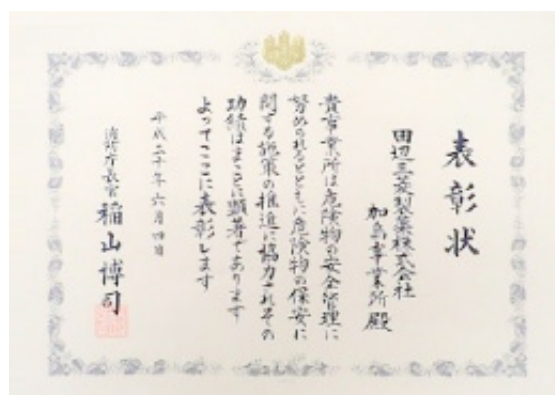 表彰状
田辺三菱製薬株式会社
加島事業所 殿
貴事業所は危険物の安全管理に
努められるとともに危険物の保安に
関する施策の推進に協力されその
功績はまことに顕著であります
よってここに表彰します
平成二十年六月四日
消防庁長官 稲山博司